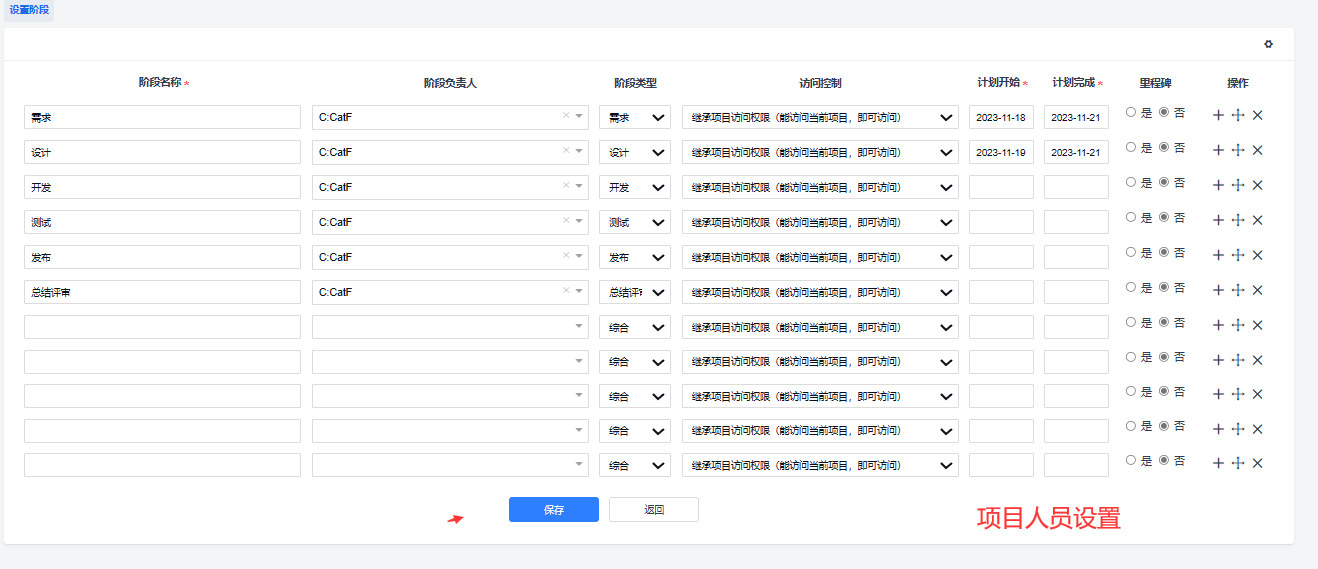 设置阶段
阶段名称 * 阶段负责人 阶段类型 访问控制 计划开始 * 计划完成 * 里程碑 操作
需求 C:CatF 需求 继承项目访问权限（能访问当前项目，即可访问） 2023-11-18 2023-11-21 是 否
设计 C:CatF 设计 继承项目访问权限（能访问当前项目，即可访问） 2023-11-19 2023-11-21 是 否
开发 C:CatF 开发 继承项目访问权限（能访问当前项目，即可访问） 是 否
测试 C:CatF 测试 继承项目访问权限（能访问当前项目，即可访问） 是 否
发布 C:CatF 发布 继承项目访问权限（能访问当前项目，即可访问） 是 否
总结评审 C:CatF 总结评 继承项目访问权限（能访问当前项目，即可访问） 是 否
综合 继承项目访问权限（能访问当前项目，即可访问） 是 否
综合 继承项目访问权限（能访问当前项目，即可访问） 是 否
综合 继承项目访问权限（能访问当前项目，即可访问） 是 否
综合 继承项目访问权限（能访问当前项目，即可访问） 是 否
综合 继承项目访问权限（能访问当前项目，即可访问） 是 否
保存 返回 项目人员设置